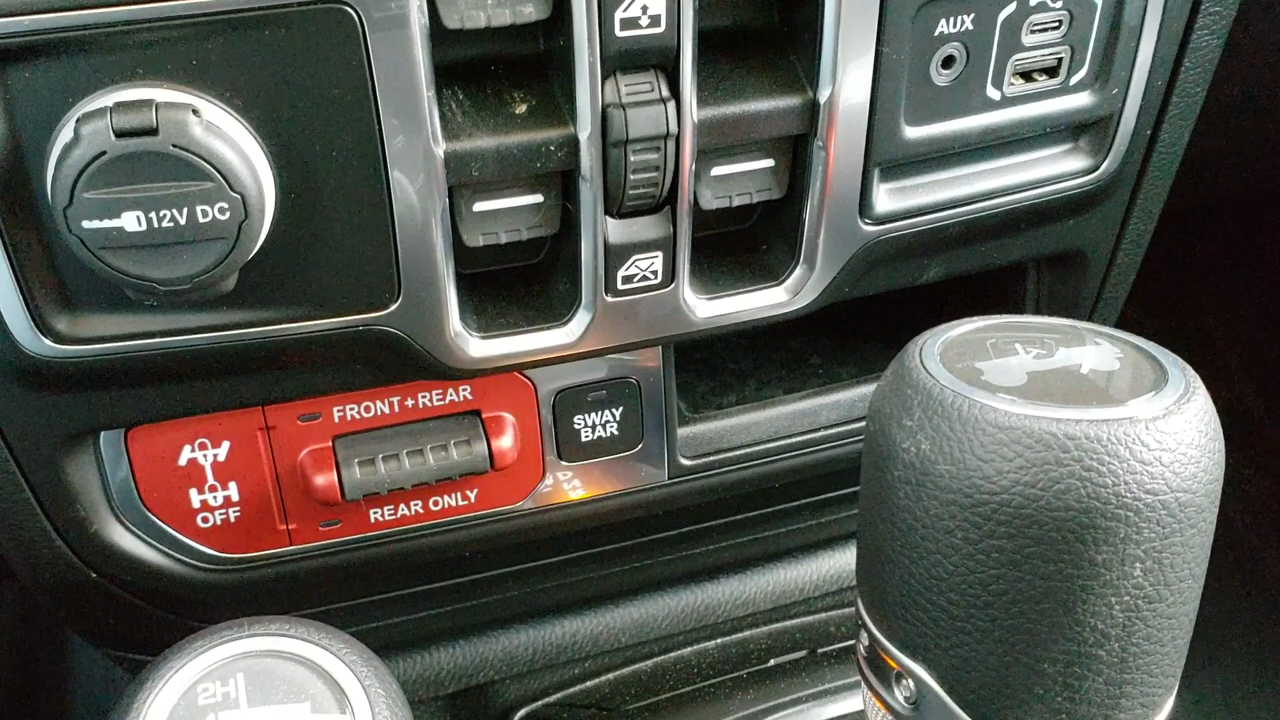 AUX
12V DC
FRONT+REAR
OFF
REAR ONLY
SWAY
BAR
2H